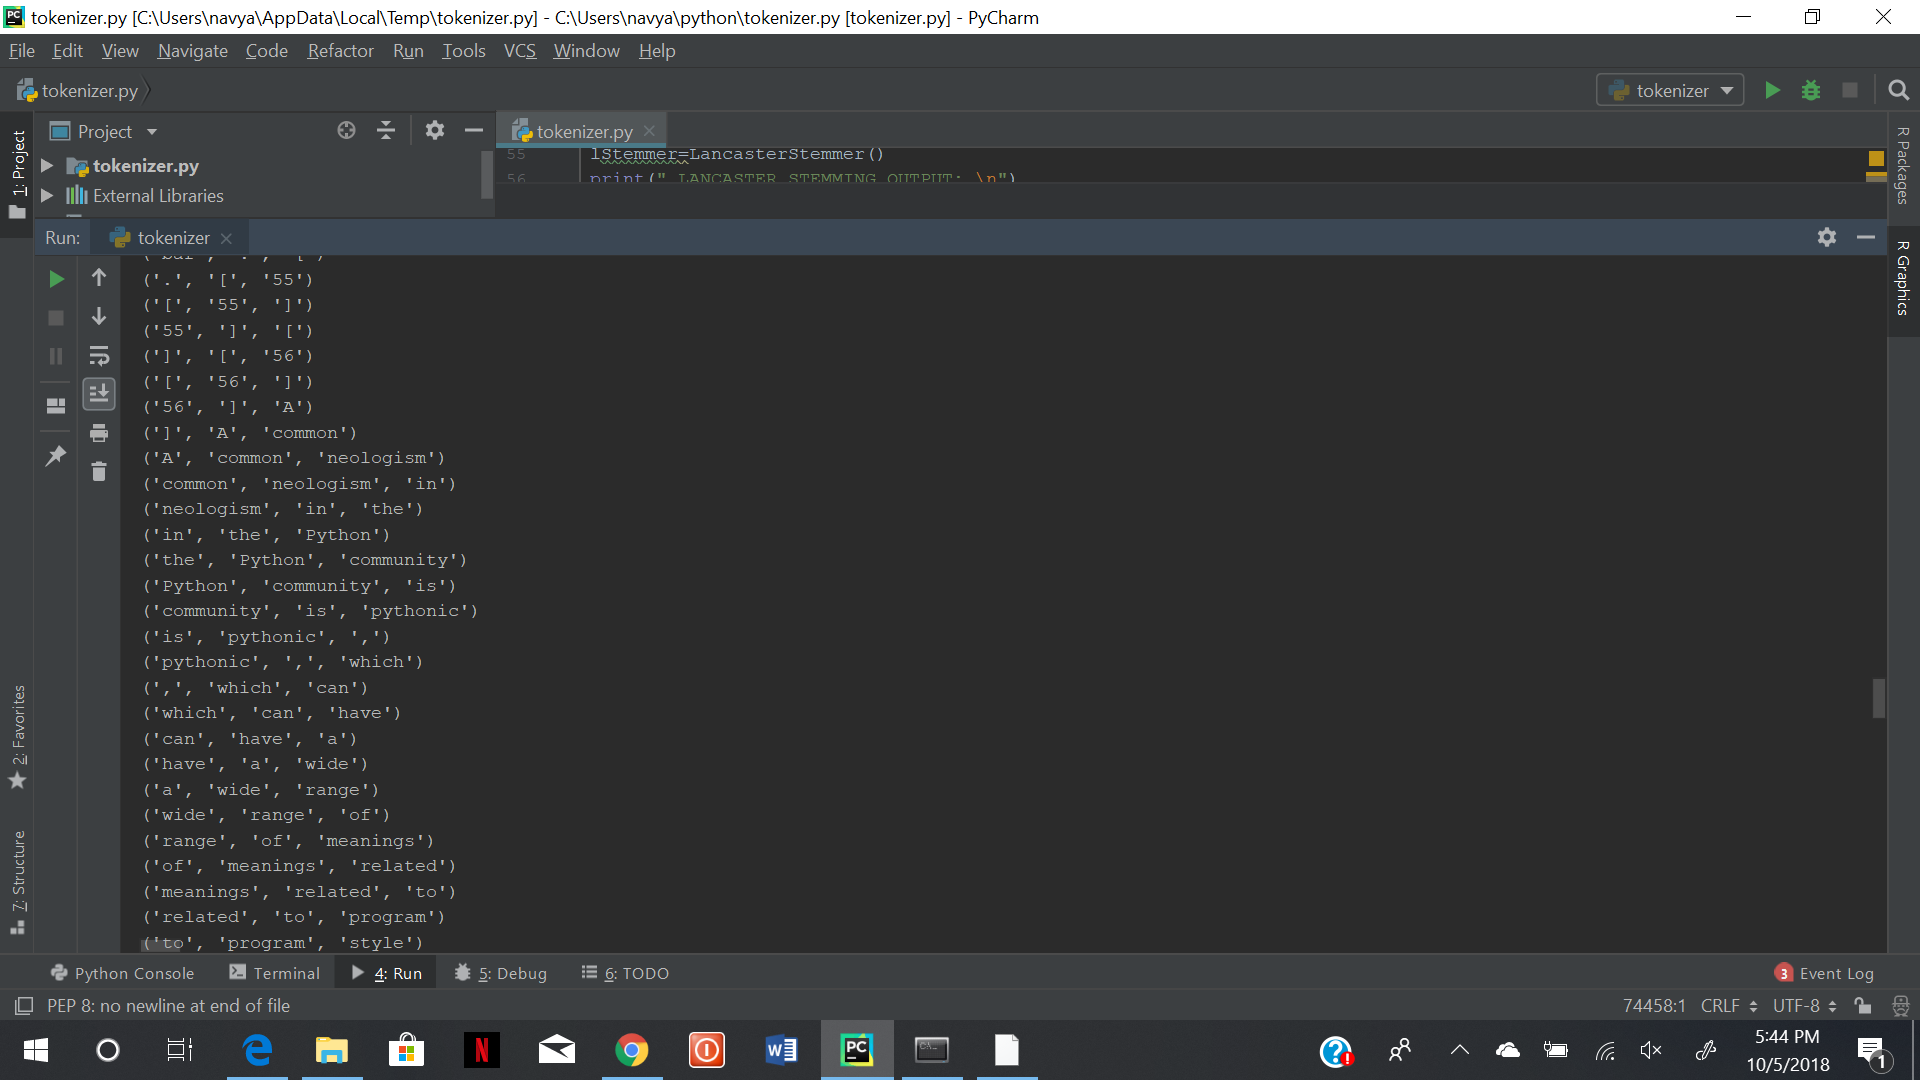 tokenizer.py [C:\Users\navya\AppData\Local\Temp\tokenizer.py] - C:\Users\navya\python\tokenizer.py [tokenizer.py] - PyCharm
File Edit View Navigate Code Refactor Run Tools VCS Window Help
tokenizer.py
tokenizer
1: Project
Project
tokenizer.py
tokenizer.py
External Libraries
55 lStemmer=LancasterStemmer()
56 print(" LANCASTER STEMMING OUTPUT: \n")
R Packages
R Graphics
Run: tokenizer
('bar', '.', '[')
('.', '[', '55')
('[', '55', ']')
('55', ']', '[')
(']', '[', '56')
('[', '56', ']')
('56', ']', 'A')
(']', 'A', 'common')
('A', 'common', 'neologism')
('common', 'neologism', 'in')
('neologism', 'in', 'the')
('in', 'the', 'Python')
('the', 'Python', 'community')
('Python', 'community', 'is')
('community', 'is', 'pythonic')
('is', 'pythonic', ',')
('pythonic', ',', 'which')
(',', 'which', 'can')
('which', 'can', 'have')
('can', 'have', 'a')
('have', 'a', 'wide')
('a', 'wide', 'range')
('wide', 'range', 'of')
('range', 'of', 'meanings')
('of', 'meanings', 'related')
('meanings', 'related', 'to')
('related', 'to', 'program')
('to', 'program', 'style')
2: Favorites
7: Structure
Python Console Terminal 4: Run 5: Debug 6: TODO
3 Event Log
PEP 8: no newline at end of file
74458:1 CRLF UTF-8
5:44 PM
10/5/2018
1